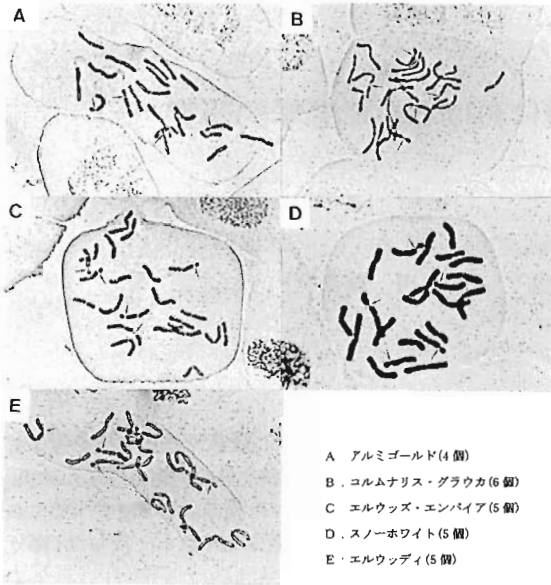 A
B
C
D
E
A アルミゴールド(4個)
B . コルムナリス・グラウカ(6個)
C エルウッズ・エンパイア(5個)
D . スノーホワイト(5個)
E · エルウッディ(5個)